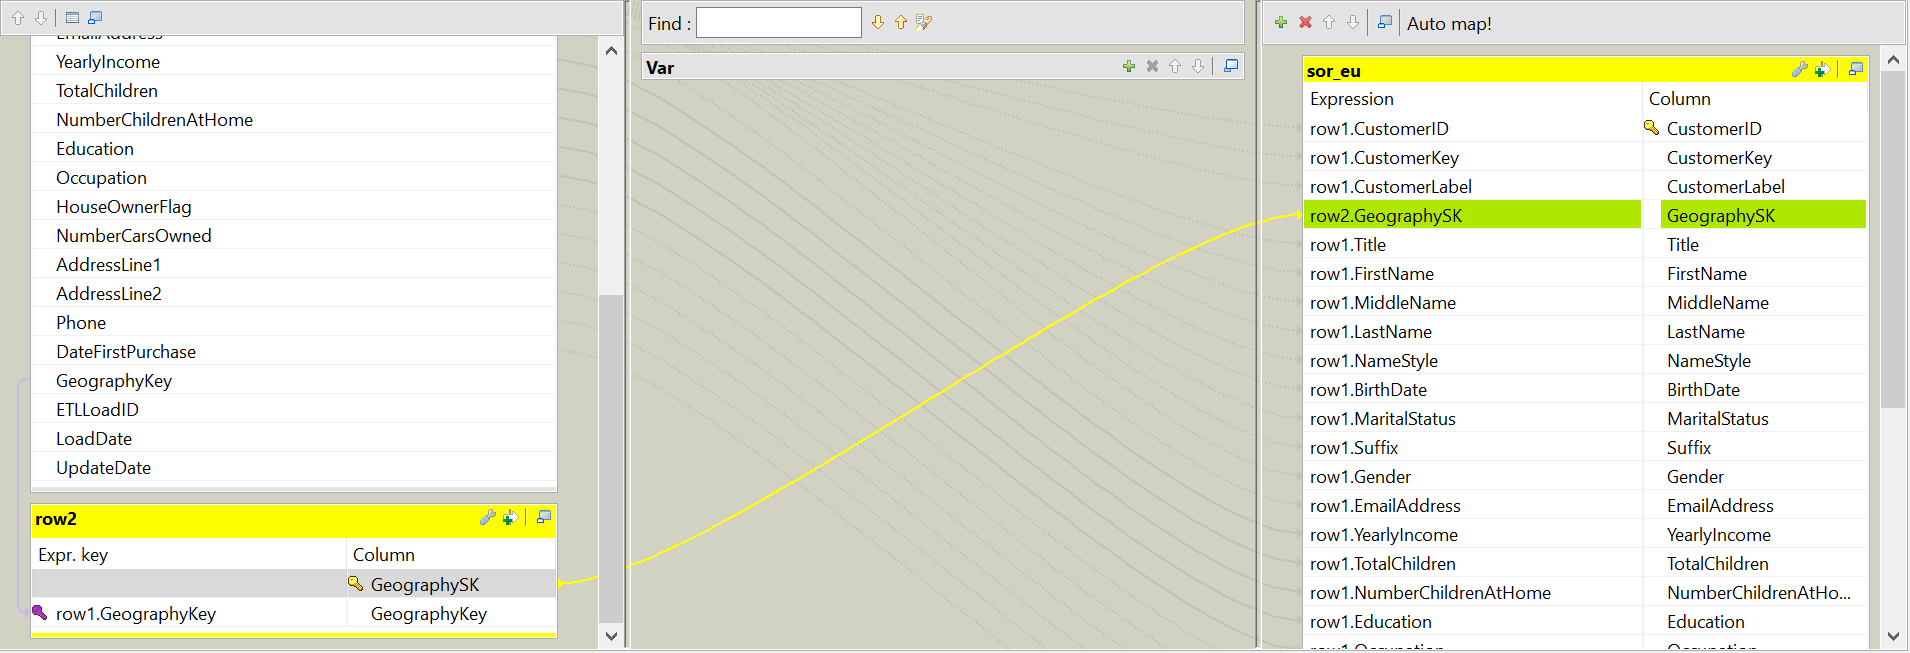 EmailAddress
YearlyIncome
TotalChildren
NumberChildrenAtHome
Education
Occupation
HouseOwnerFlag
NumberCarsOwned
AddressLine1
AddressLine2
Phone
DateFirstPurchase
GeographyKey
ETLLoadID
LoadDate
UpdateDate
row2
Expr. key Column
GeographySK
row1.GeographyKey GeographyKey
Find :
Var
Auto map!
sor_eu
Expression Column
row1.CustomerID CustomerID
row1.CustomerKey CustomerKey
row1.CustomerLabel CustomerLabel
row2.GeographySK GeographySK
row1.Title Title
row1.FirstName FirstName
row1.MiddleName MiddleName
row1.LastName LastName
row1.NameStyle NameStyle
row1.BirthDate BirthDate
row1.MaritalStatus MaritalStatus
row1.Suffix Suffix
row1.Gender Gender
row1.EmailAddress EmailAddress
row1.YearlyIncome YearlyIncome
row1.TotalChildren TotalChildren
row1.NumberChildrenAtHome NumberChildrenAtHo...
row1.Education Education
row1.Occupation Occupation